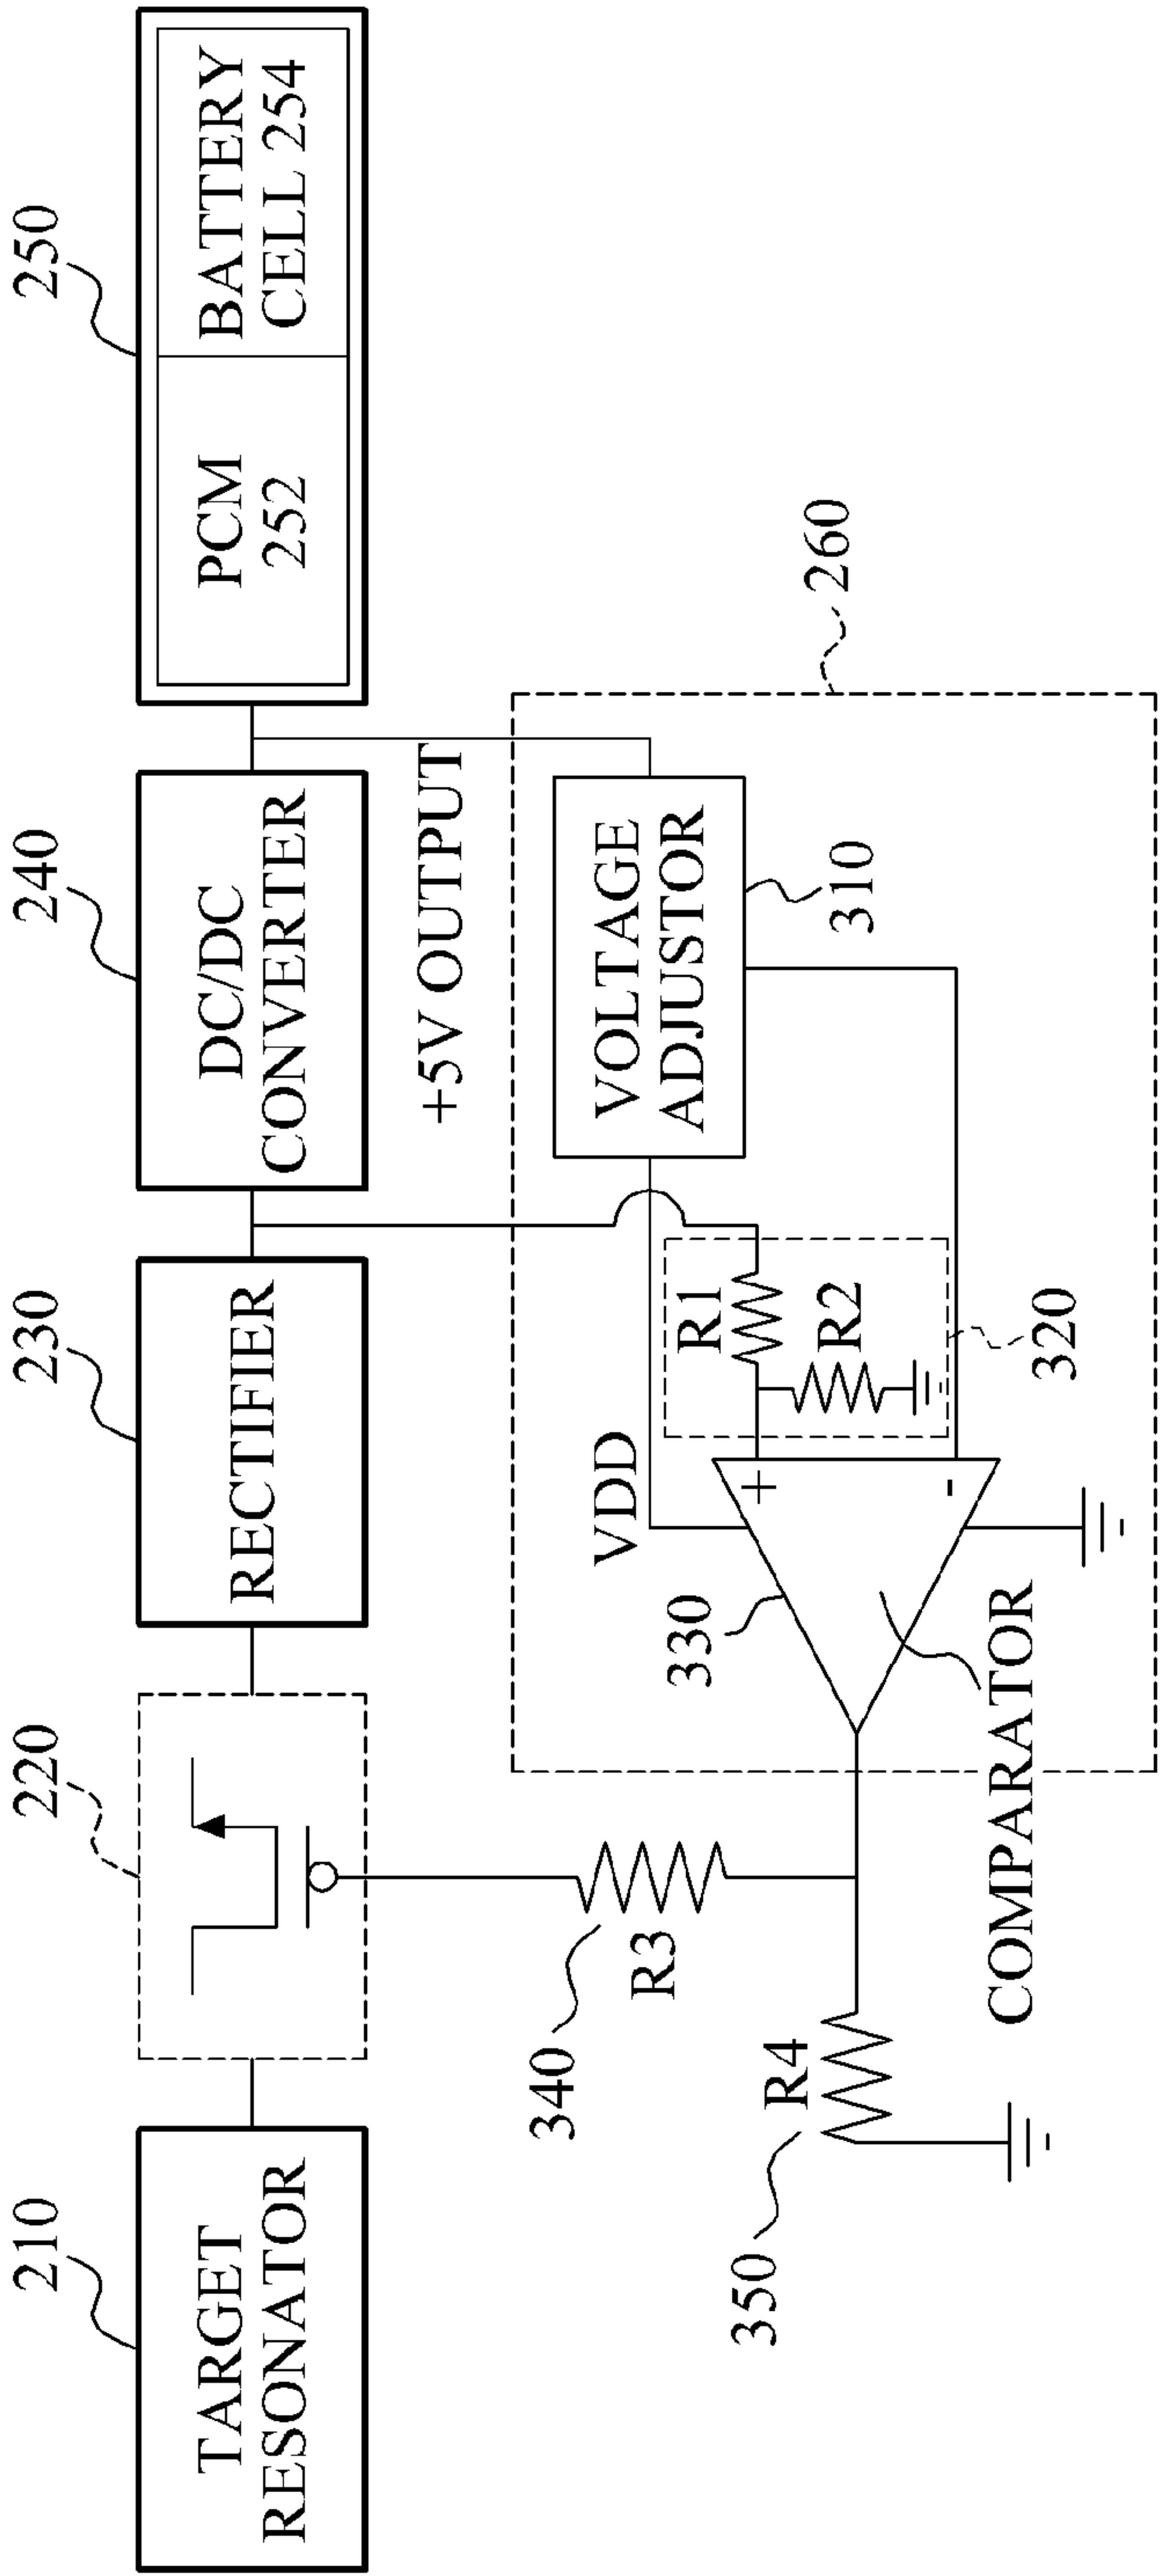 210
220
230
240
250
TARGET
RESONATOR
RECTIFIER
DC/DC
CONVERTER
PCM
252
BATTERY
CELL 254
+5V OUTPUT
340
R3
VDD
330
R1
R2
320
VOLTAGE
ADJUSTOR
310
260
+
-
350
R4
COMPARATOR